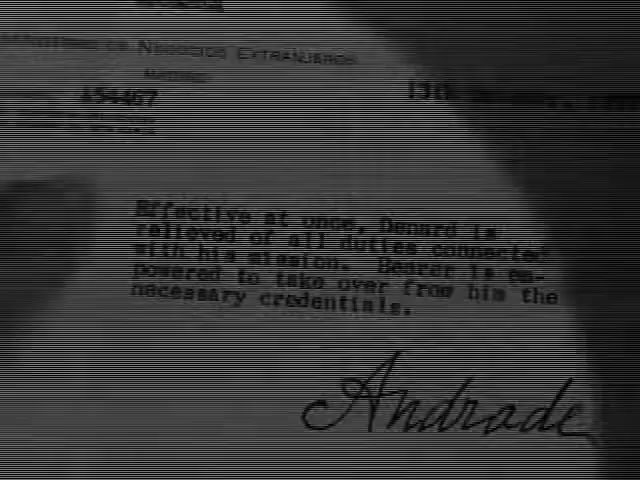 MINISTERIO DE NEGOCIOS EXTRANJEROS
MADRID
A54467
Effective at once, Denard is
relieved of all duties connected
with his mission. Bearer is em-
powered to take over from him the
necessary credentials.
Andrade